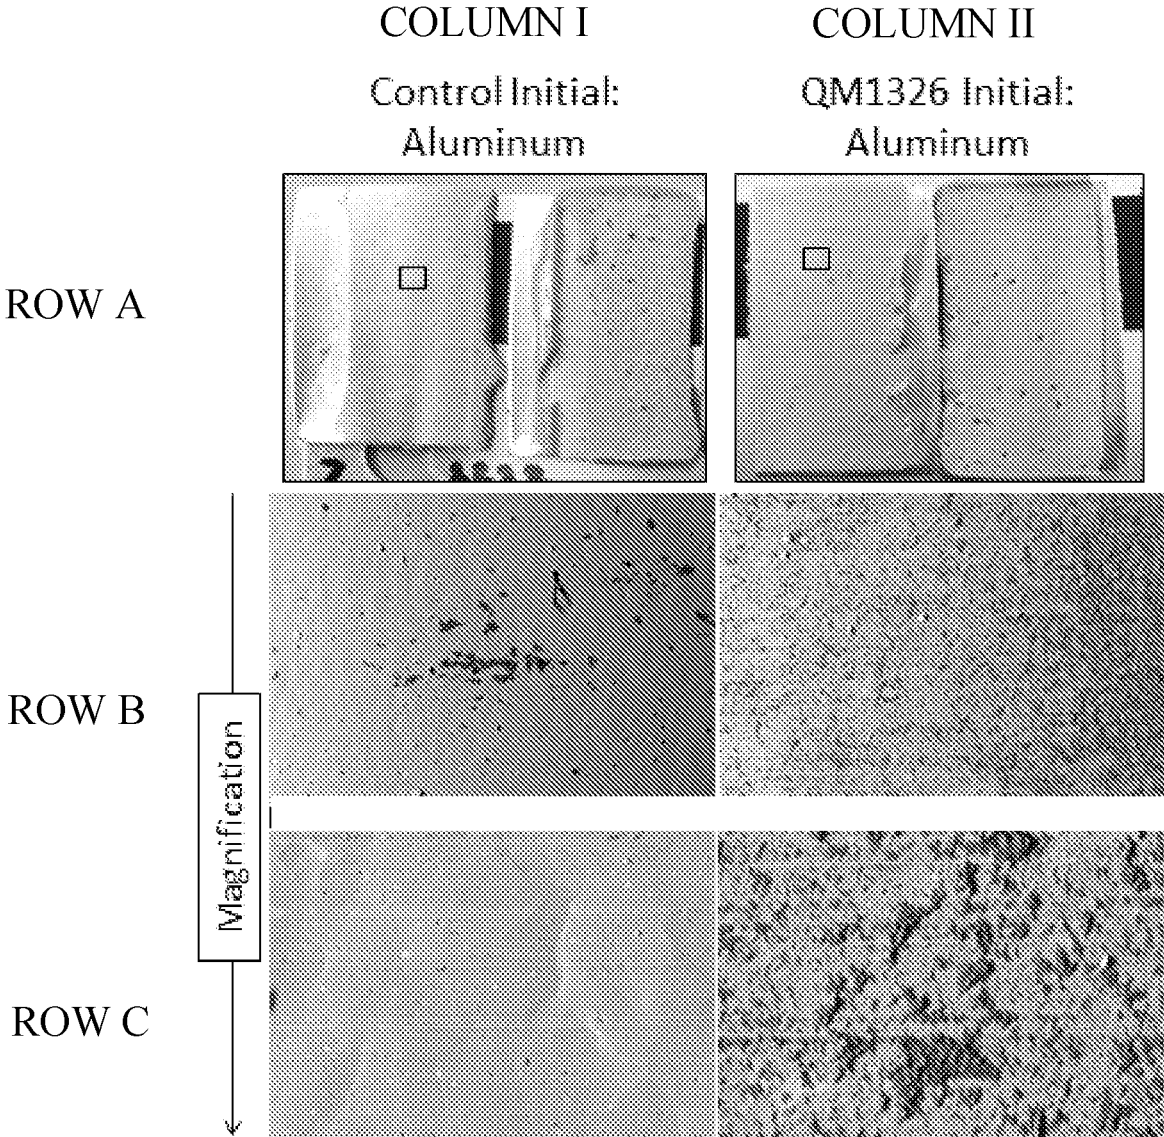 COLUMN I
COLUMN II
Control Initial:
Aluminum
QM1326 Initial:
Aluminum
ROW A
ROW B
Magnification
ROW C